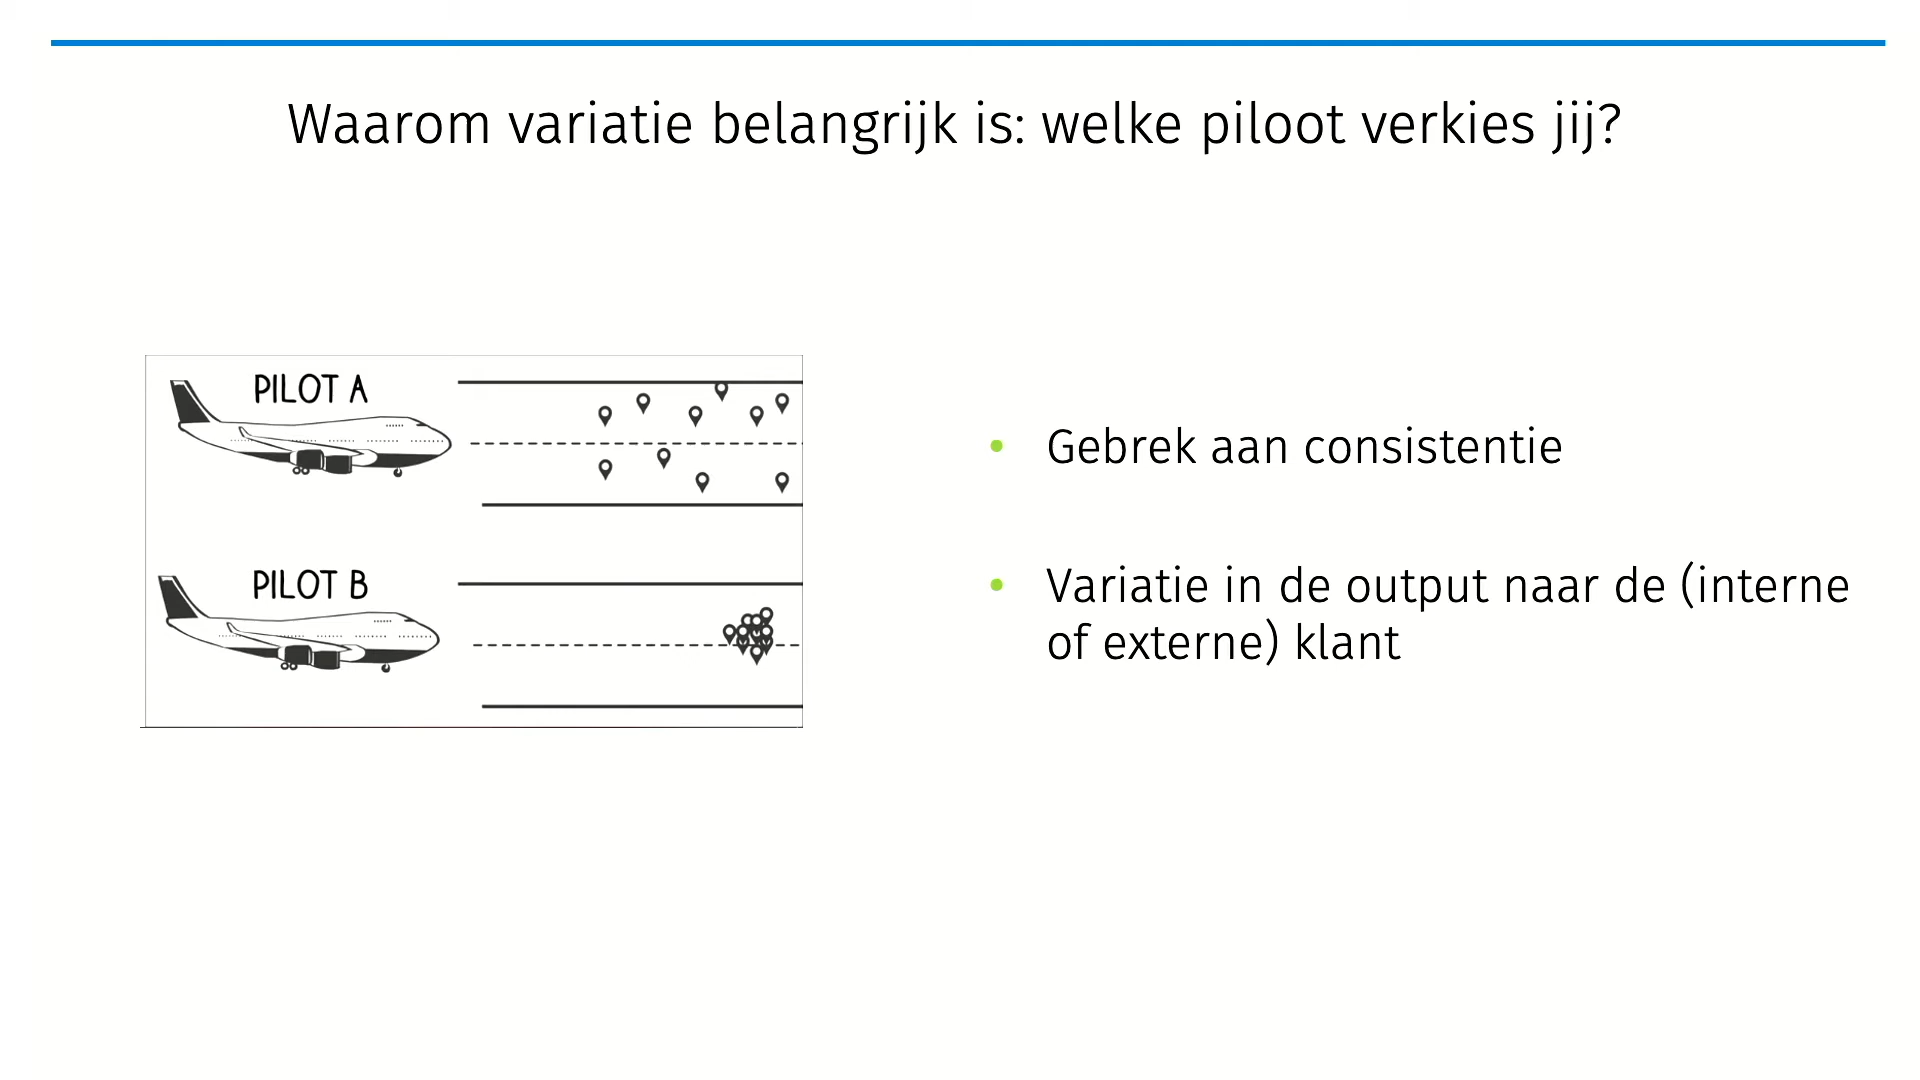 Waarom variatie belangrijk is: welke piloot verkies jij?
PILOT A
PILOT B
• Gebrek aan consistentie
• Variatie in de output naar de (interne
of externe) klant